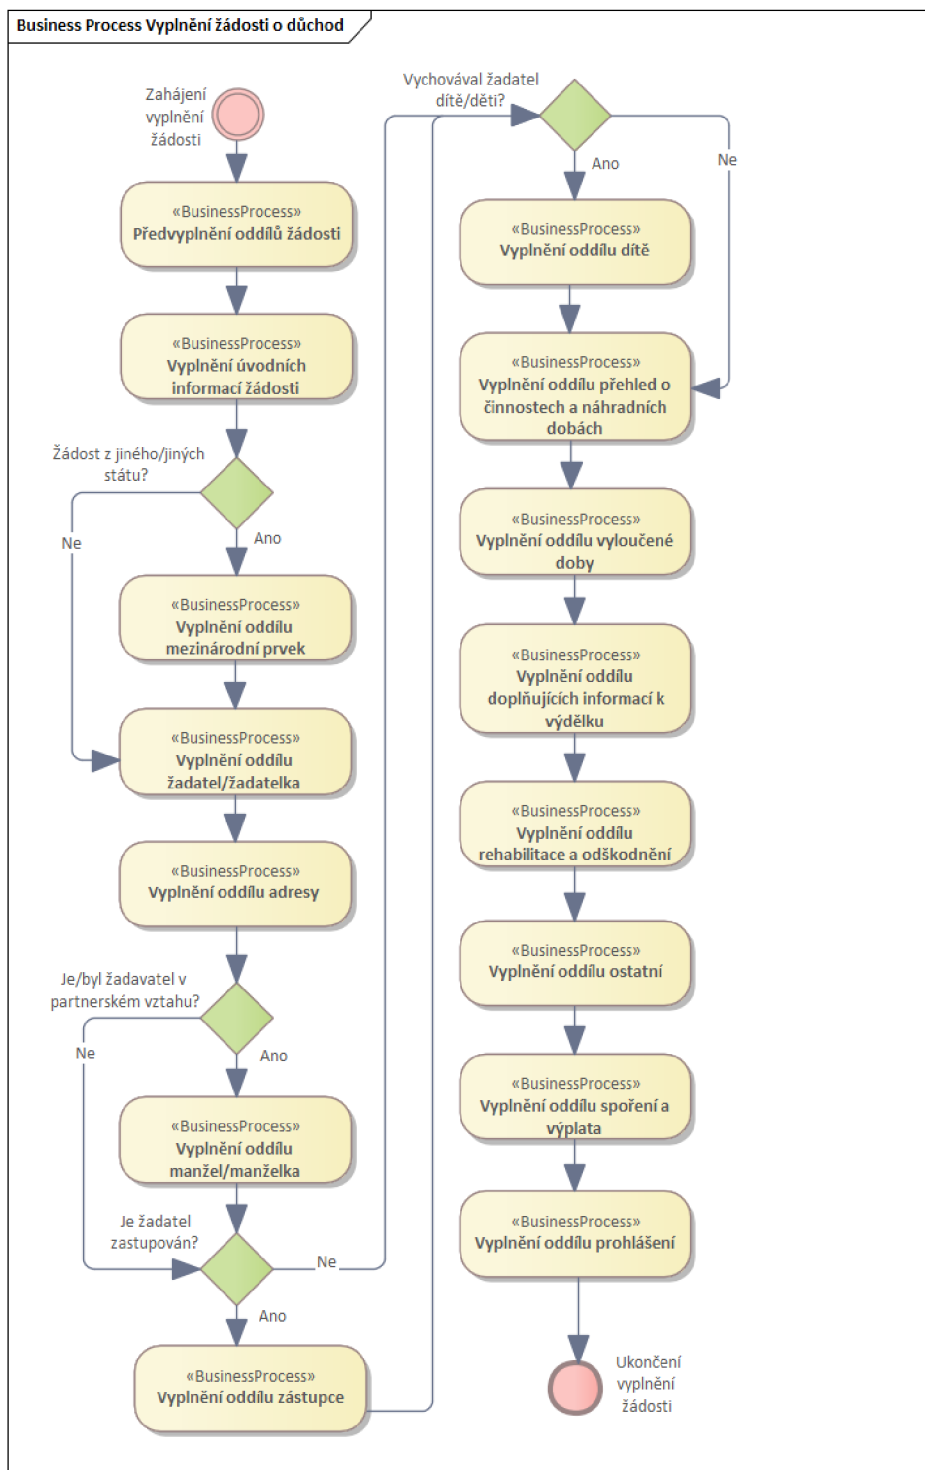 Business Process Vyplnění žádosti o důchod
Zahájení
vyplnění
žádosti
«BusinessProcess»
Předvyplnění oddílů žádosti
«BusinessProcess»
Vyplnění úvodních
informací žádosti
Žádost z jiného/jiných
státu?
Ne
Ano
«BusinessProcess»
Vyplnění oddílu
mezinárodní prvek
«BusinessProcess»
Vyplnění oddílu
žadatel/žadatelka
«BusinessProcess»
Vyplnění oddílu adresy
Je/byl žadavatel v
partnerském vztahu?
Ne
Ano
«BusinessProcess»
Vyplnění oddílu
manžel/manželka
Je žadatel
zastupován?
Ne
Ano
«BusinessProcess»
Vyplnění oddílu zástupce
Vychovával žadatel
dítě/děti?
Ano
Ne
«BusinessProcess»
Vyplnění oddílu dítě
«BusinessProcess»
Vyplnění oddílu přehled o
činnostech a náhradních
dobách
«BusinessProcess»
Vyplnění oddílu vyloučené
doby
«BusinessProcess»
Vyplnění oddílu
doplňujících informací k
výdělku
«BusinessProcess»
Vyplnění oddílu
rehabilitace a odškodnění
«BusinessProcess»
Vyplnění oddílu ostatní
«BusinessProcess»
Vyplnění oddílu spoření a
výplata
«BusinessProcess»
Vyplnění oddílu prohlášení
Ukončení
vyplnění
žádosti